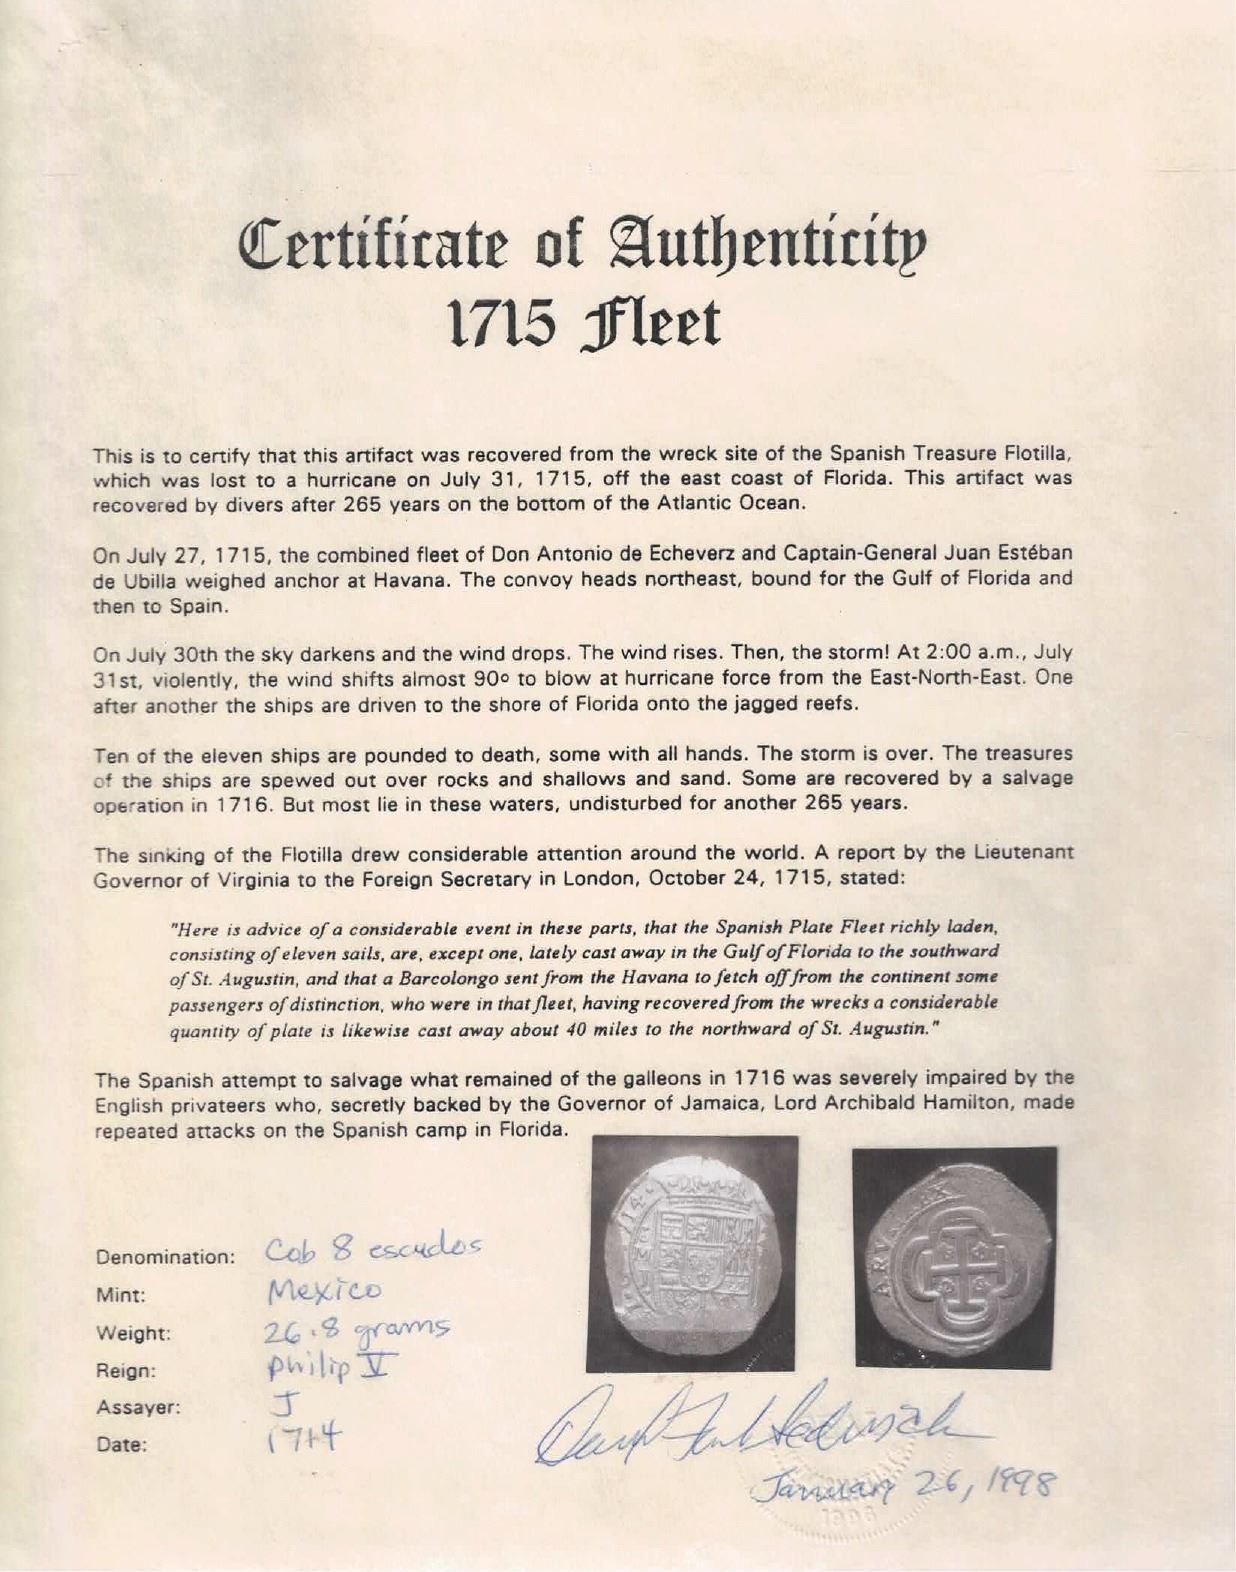 Certificate of Authenticity
1715 Fleet
This is to certify that this artifact was recovered from the wreck site of the Spanish Treasure Flotilla,
which was lost to a hurricane on July 31, 1715, off the east coast of Florida. This artifact was
recovered by divers after 265 years on the bottom of the Atlantic Ocean.
On July 27, 1715, the combined fleet of Don Antonio de Echeverz and Captain-General Juan Estéban
de Ubilla weighed anchor at Havana. The convoy heads northeast, bound for the Gulf of Florida and
then to Spain.
On July 30th the sky darkens and the wind drops. The wind rises. Then, the storm! At 2:00 a.m., July
31st, violently, the wind shifts almost 90° to blow at hurricane force from the East-North-East. One
after another the ships are driven to the shore of Florida onto the jagged reefs.
Ten of the eleven ships are pounded to death, some with all hands. The storm is over. The treasures
of the ships are spewed out over rocks and shallows and sand. Some are recovered by a salvage
operation in 1716. But most lie in these waters, undisturbed for another 265 years.
The sinking of the Flotilla drew considerable attention around the world. A report by the Lieutenant
Governor of Virginia to the Foreign Secretary in London, October 24, 1715, stated:
"Here is advice of a considerable event in these parts, that the Spanish Plate Fleet richly laden,
consisting of eleven sails, are, except one, lately cast away in the Gulf of Florida to the southward
of St. Augustin, and that a Barcolongo sent from the Havana to fetch off from the continent some
passengers of distinction, who were in that fleet, having recovered from the wrecks a considerable
quantity of plate is likewise cast away about 40 miles to the northward of St. Augustin."
The Spanish attempt to salvage what remained of the galleons in 1716 was severely impaired by the
English privateers who, secretly backed by the Governor of Jamaica, Lord Archibald Hamilton, made
repeated attacks on the Spanish camp in Florida.
Denomination: Cob 8 escudos
Mint: Mexico
Weight: 26.8 grams
Reign: Philip V
Assayer: J
Date: 1714
January 26, 1998